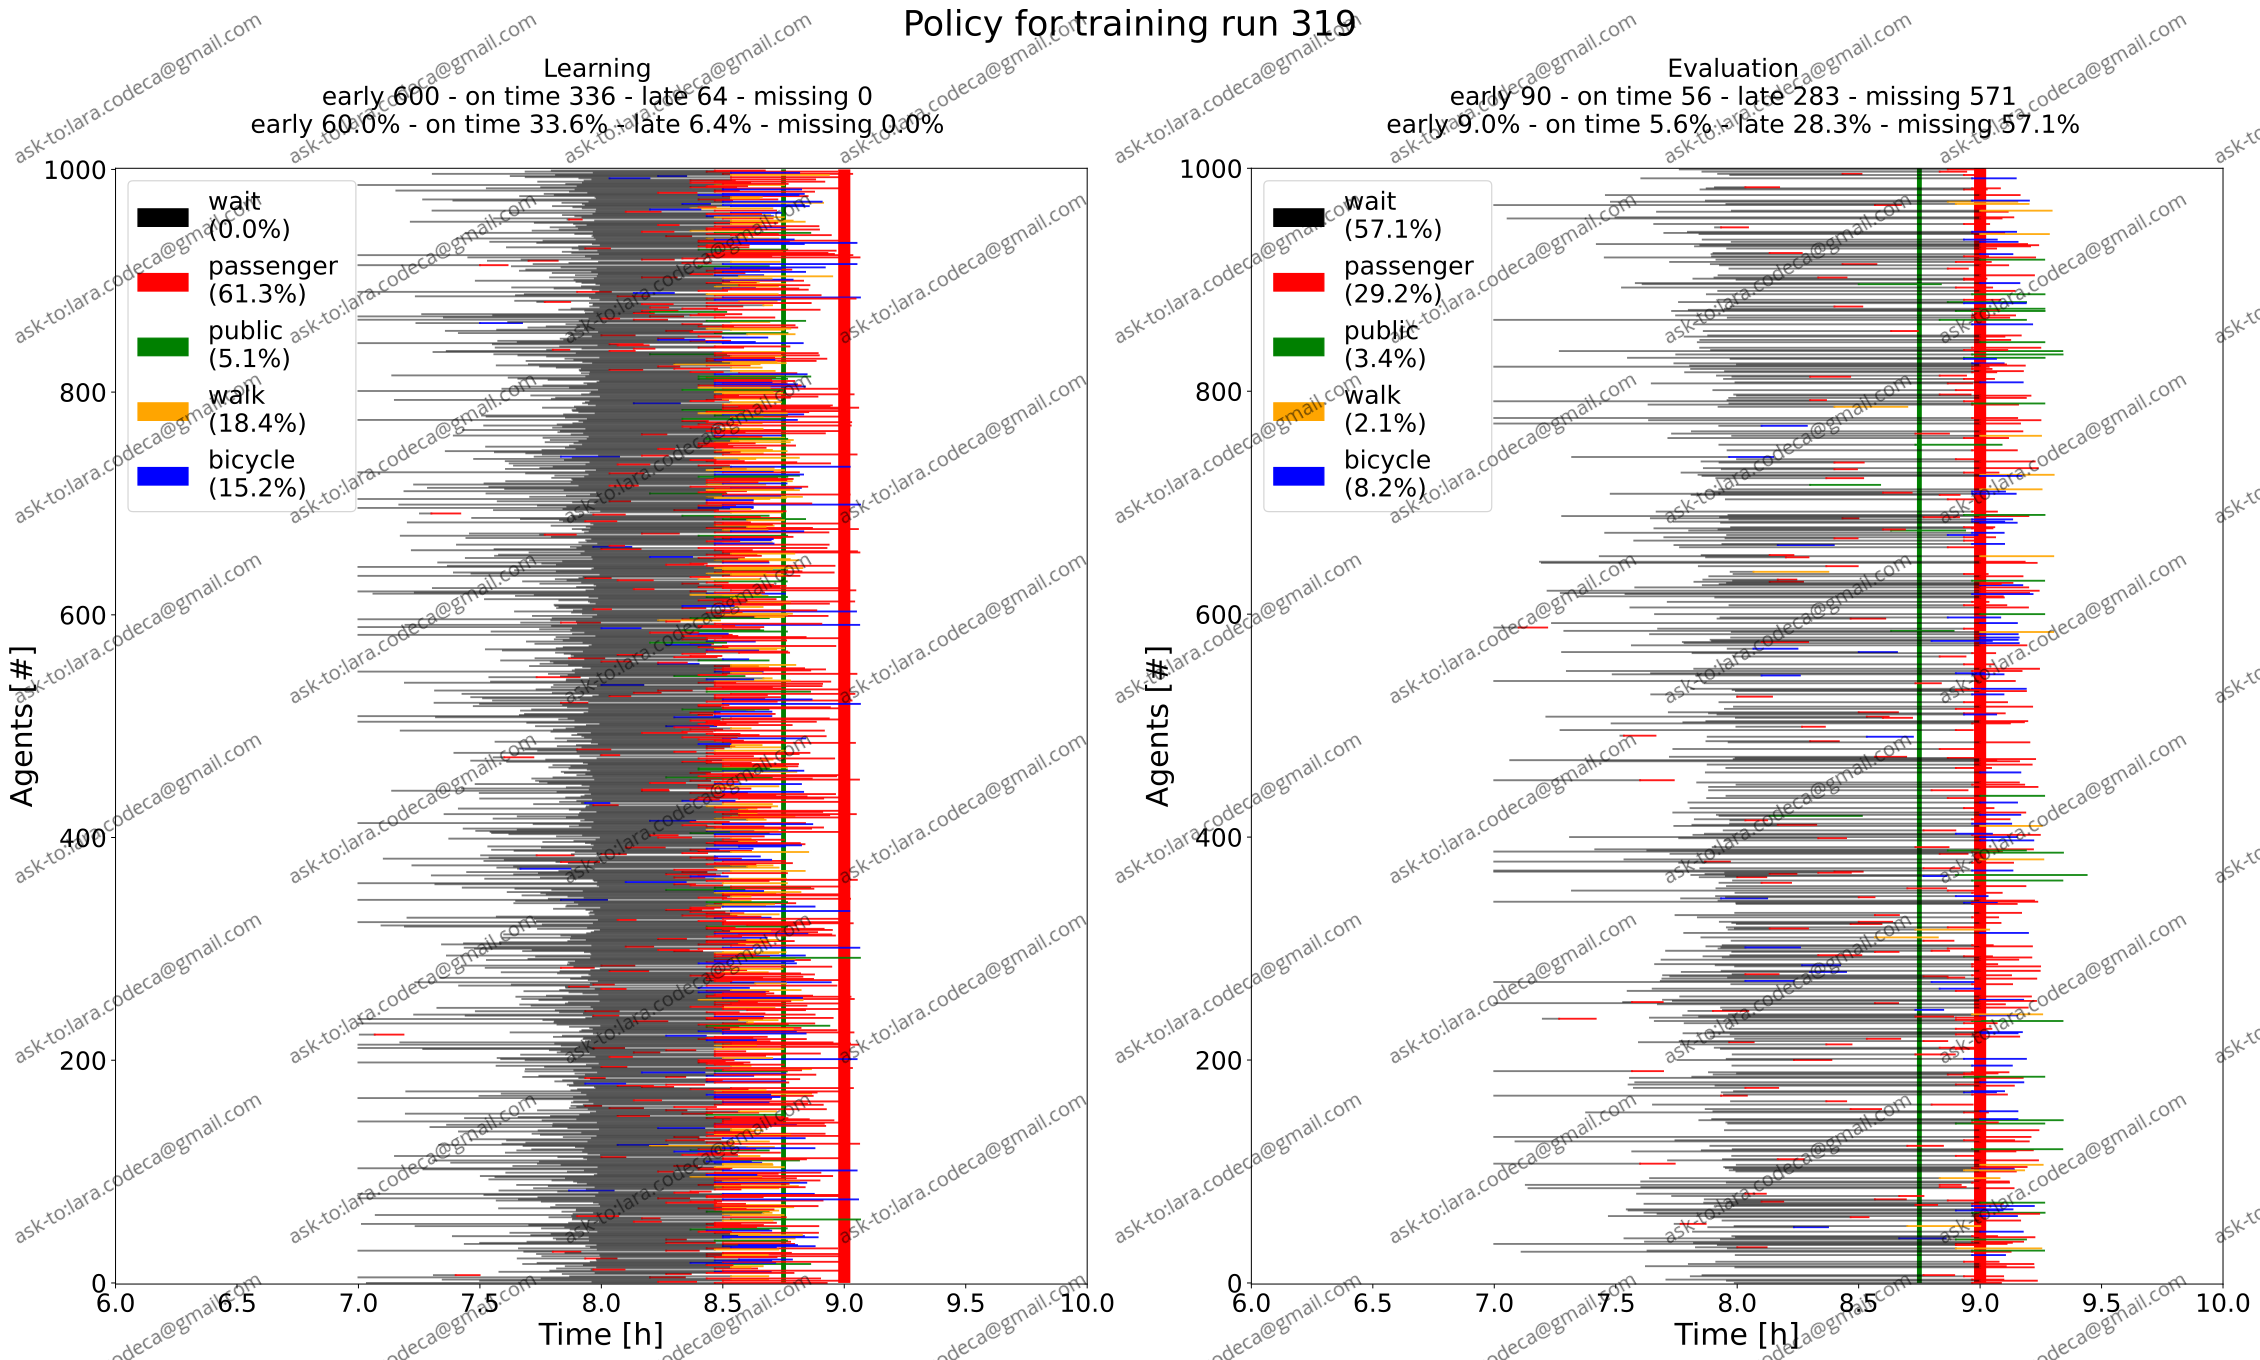 Policy for training run 319
Learning
early 600 - on time 336 - late 64 - missing 0
early 60.0% - on time 33.6% - late 6.4% - missing 0.0%
wait
(0.0%)
passenger
(61.3%)
public
(5.1%)
walk
(18.4%)
bicycle
(15.2%)
1000
800
600
400
200
0
Agents [#]
6.0 6.5 7.0 7.5 8.0 8.5 9.0 9.5 10.0
Time [h]
Evaluation
early 90 - on time 56 - late 283 - missing 571
early 9.0% - on time 5.6% - late 28.3% - missing 57.1%
wait
(57.1%)
passenger
(29.2%)
public
(3.4%)
walk
(2.1%)
bicycle
(8.2%)
1000
800
600
400
200
0
Agents [#]
6.0 6.5 7.0 7.5 8.0 8.5 9.0 9.5 10.0
Time [h]
ask-to:lara.codeca@gmail.com